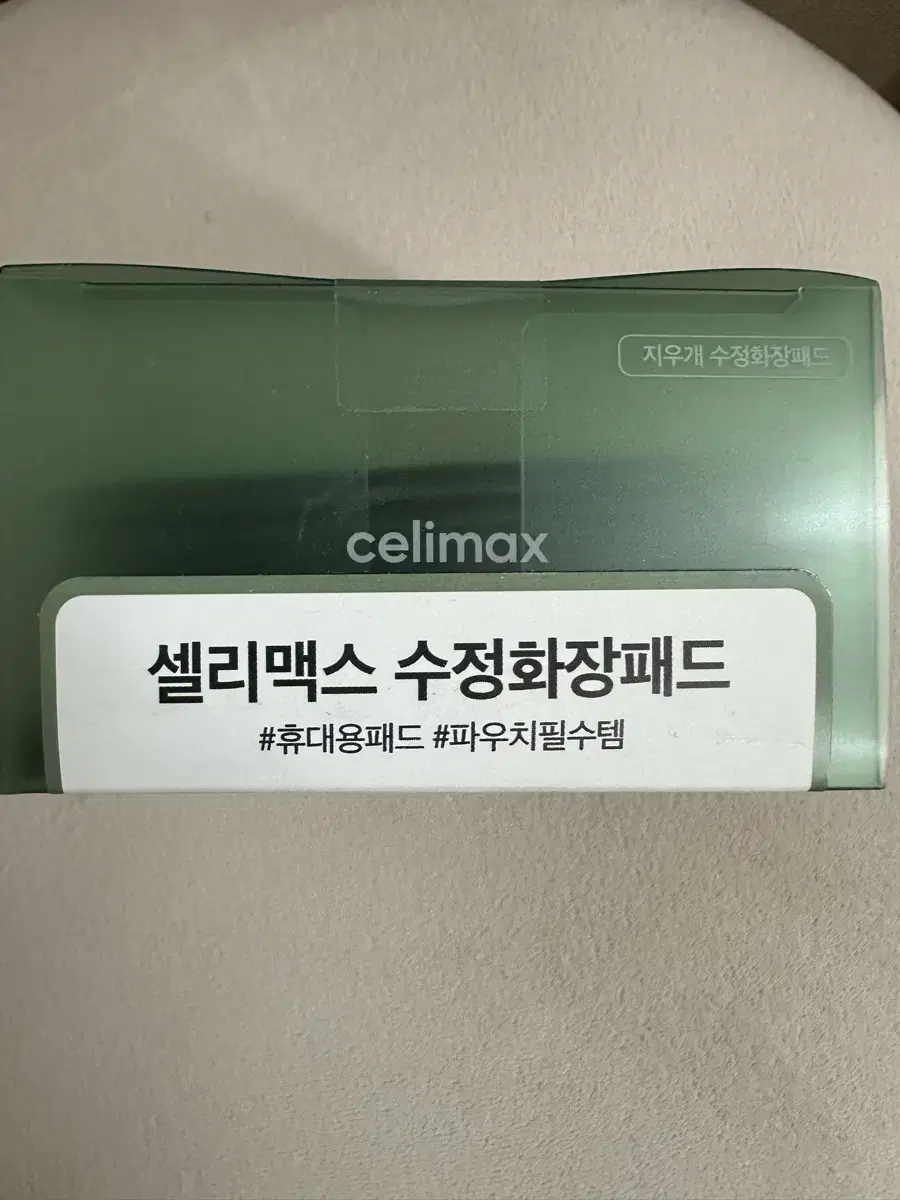 지우개 수정화장패드
celimax
셀리맥스 수정화장패드
#휴대용패드 #파우치필수템